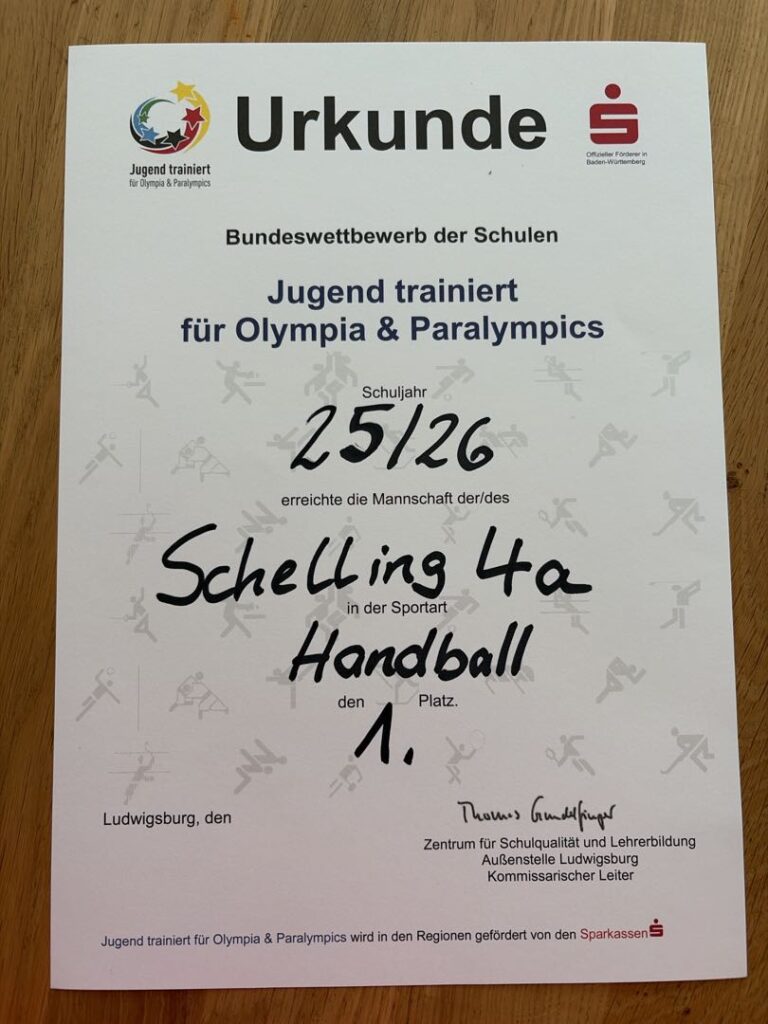 Urkunde
Jugend trainiert
für Olympia & Paralympics
Offizieller Förderer in
Baden-Württemberg
Bundeswettbewerb der Schulen
Jugend trainiert
für Olympia & Paralympics
Schuljahr
25/26
erreichte die Mannschaft der/des
Schelling 4a
in der Sportart
Handball
den Platz.
1.
Ludwigsburg, den
Thomas Gundelfinger
Zentrum für Schulqualität und Lehrerbildung
Außenstelle Ludwigsburg
Kommissarischer Leiter
Jugend trainiert für Olympia & Paralympics wird in den Regionen gefördert von den Sparkassen